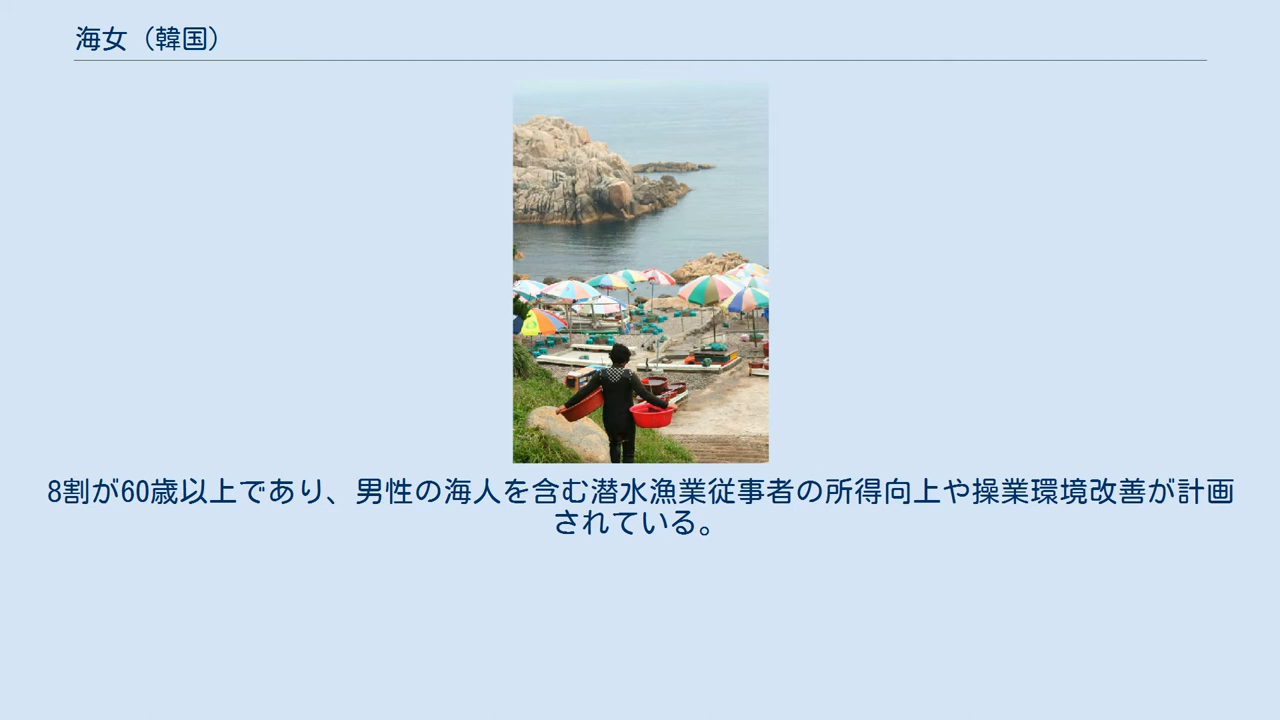 海女（韓国）
8割が60歳以上であり、男性の海人を含む潜水漁業従事者の所得向上や操業環境改善が計画
されている。